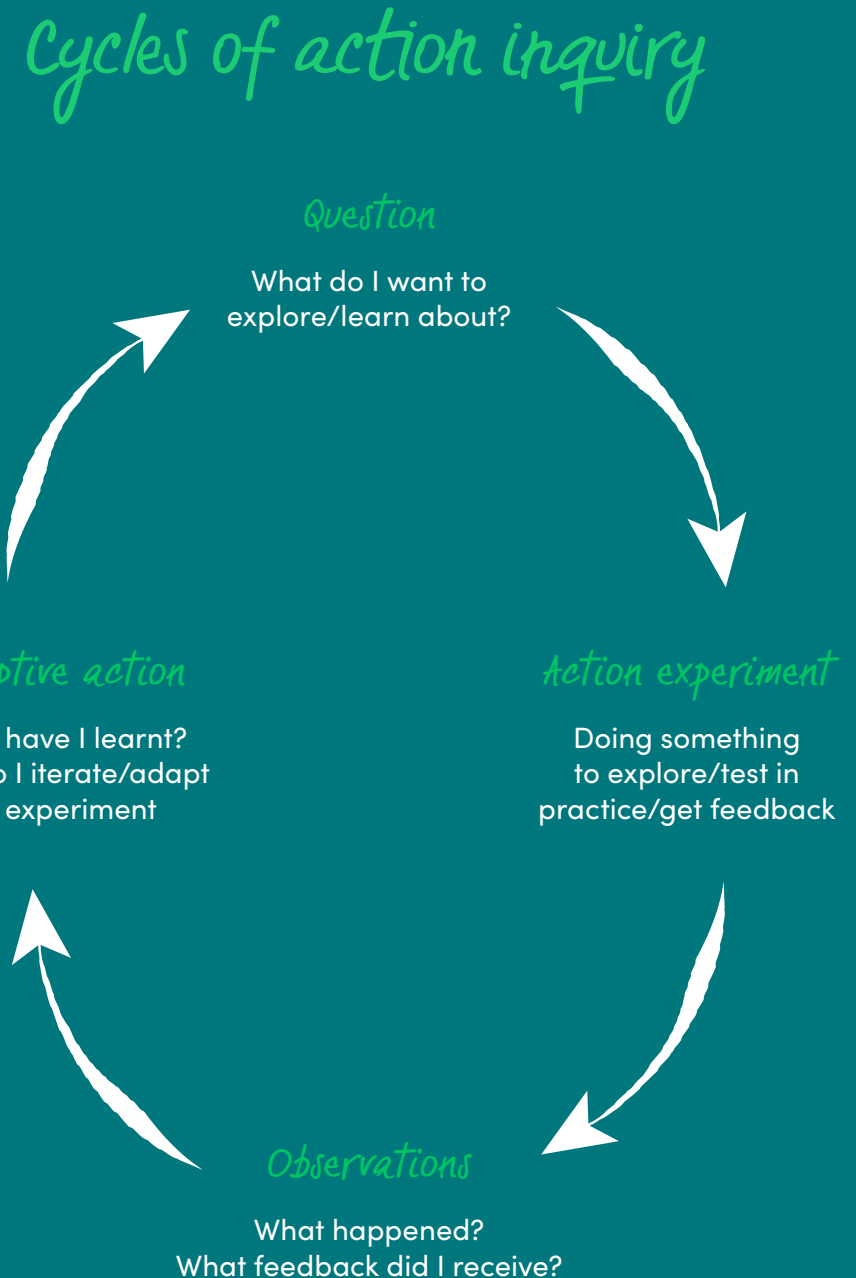 Cycles of action inquiry
Question
What do I want to
explore/learn about?
action
have I learnt?
I iterate/adapt
experiment
Action experiment
Doing something
to explore/test in
practice/get feedback
Observations
What happened?
What feedback did I receive?